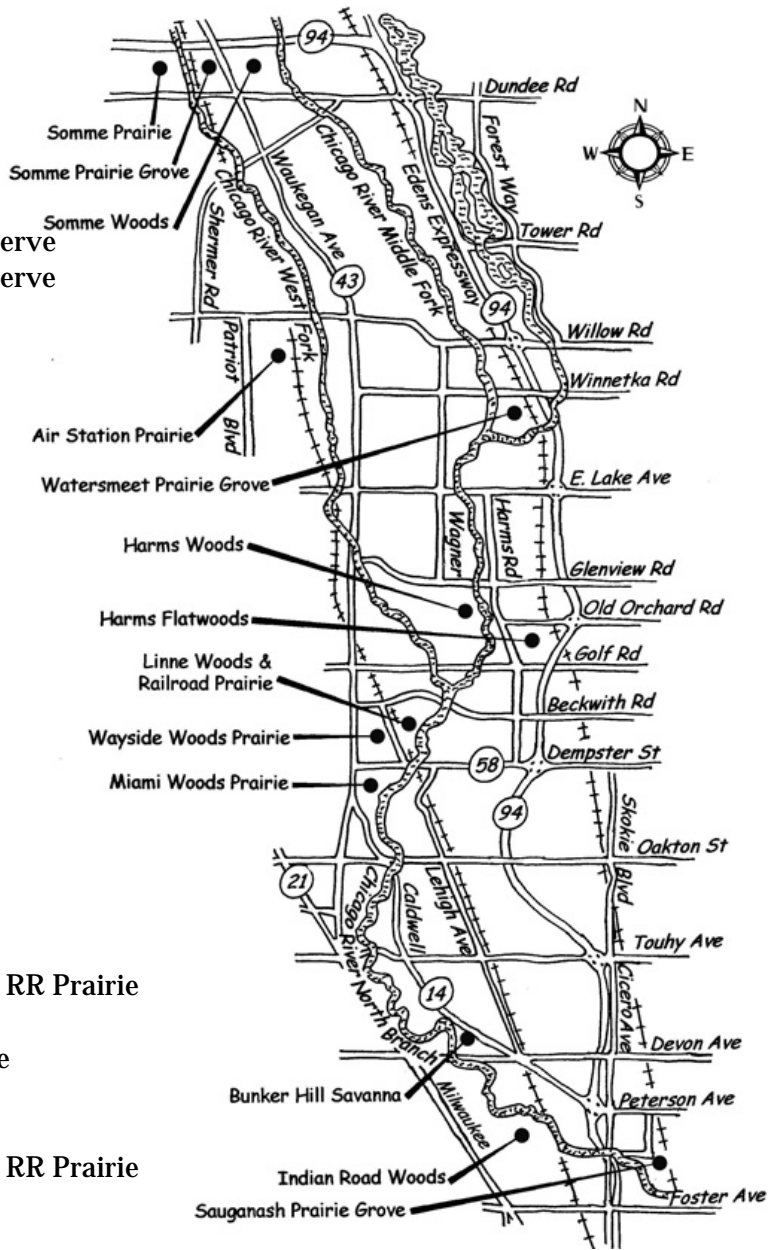 94
Dundee Rd
Somme Prairie
Somme Prairie Grove
Somme Woods
erve
erve
Chicago River West Fork
Waukegan Ave
Chicago River Middle Fork
Edens Expressway
Forest Way
N
W
E
S
Tower Rd
Shermer Rd
43
94
Willow Rd
Patriot Blvd
Winnetka Rd
Air Station Prairie
Watersmeet Prairie Grove
E. Lake Ave
Wagner
Harms Rd
Harms Woods
Glenview Rd
Old Orchard Rd
Harms Flatwoods
Golf Rd
Linne Woods &
Railroad Prairie
Beckwith Rd
Wayside Woods Prairie
Dempster St
58
Miami Woods Prairie
94
Skokie Blvd
Oakton St
21
Chicago River North Branch
Caldwell
Lehigh Ave
Touhy Ave
RR Prairie
14
Cicero Ave
Devon Ave
e
Bunker Hill Savanna
Milwaukee
Peterson Ave
RR Prairie
Indian Road Woods
Sauganash Prairie Grove
Foster Ave